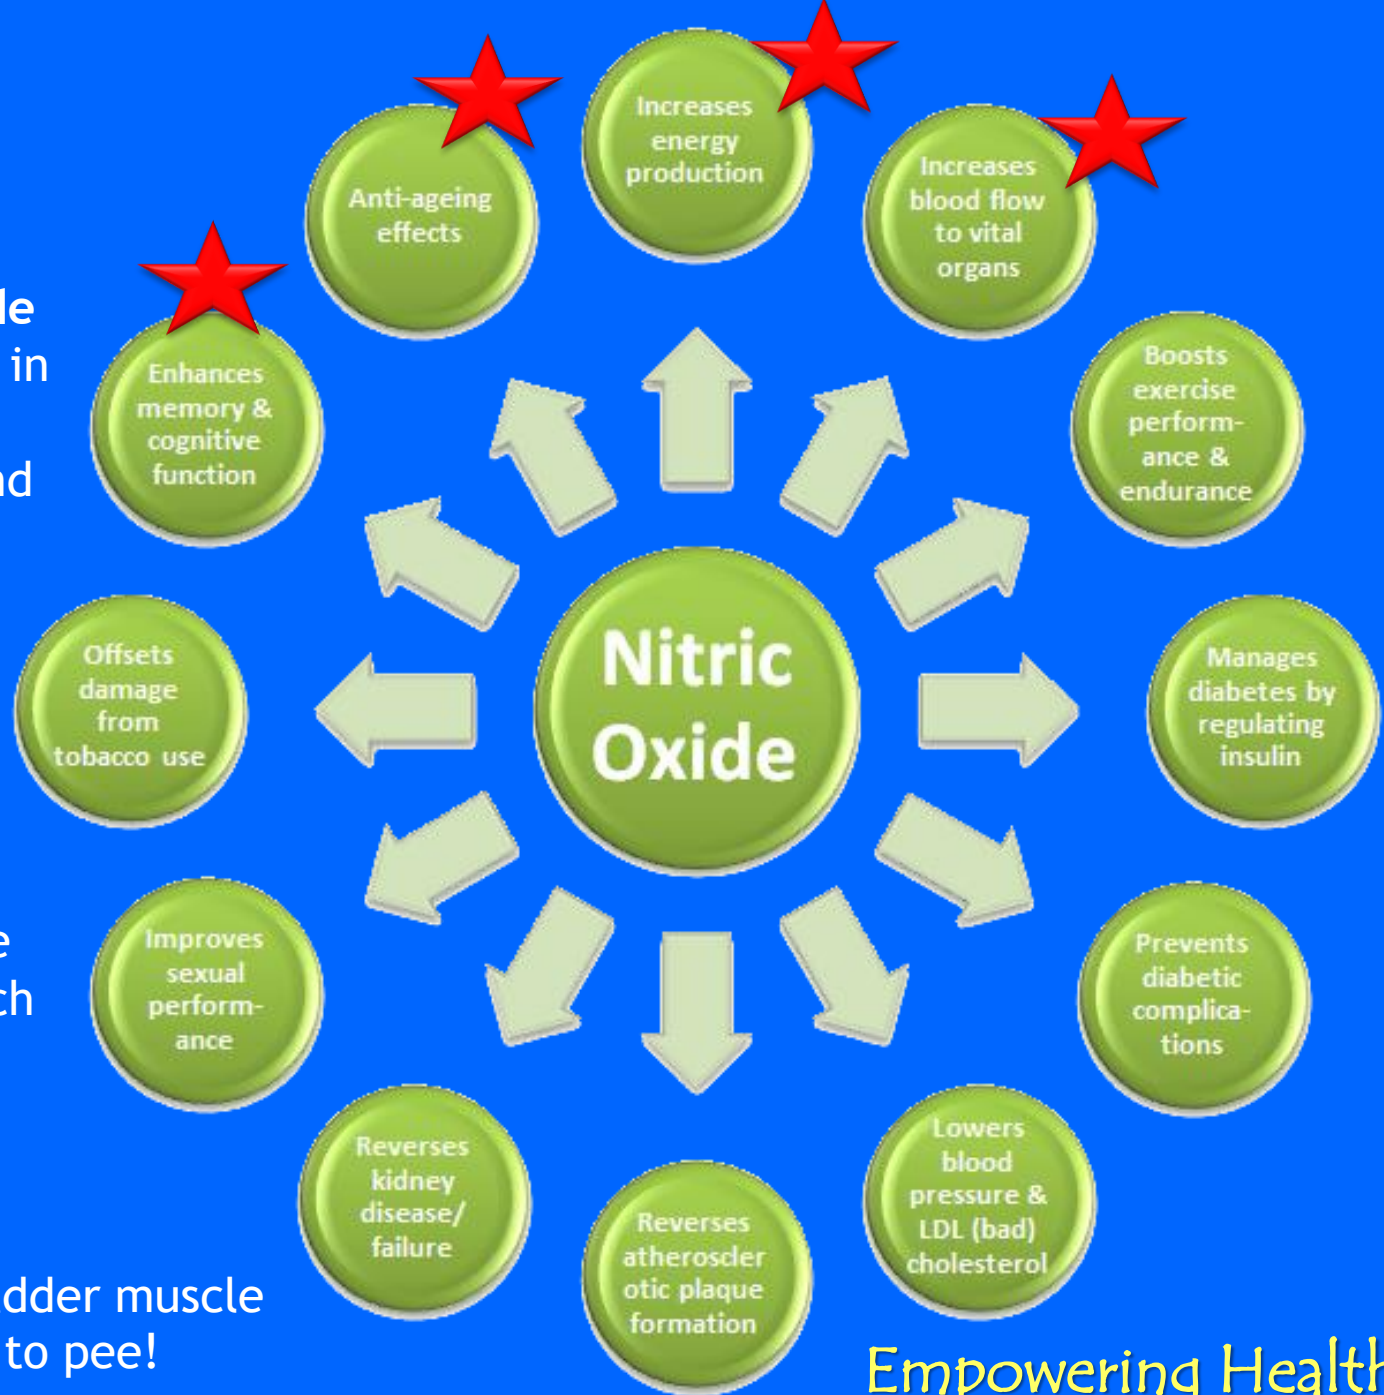 Increases
energy
production
Increases
blood flow
to vital
organs
Boosts
exercise
perform-
ance &
endurance
Manages
diabetes by
regulating
insulin
Prevents
diabetic
complica-
tions
Lowers
blood
pressure &
LDL (bad)
cholesterol
Reverses
atheroscler
otic plaque
formation
Reverses
kidney
disease/
failure
Improves
sexual
perform-
ance
Offsets
damage
from
tobacco use
Enhances
memory &
cognitive
function
Anti-ageing
effects
Nitric
Oxide
le
in
nd
e
ch
dder muscle
to pee!
Empowering Health